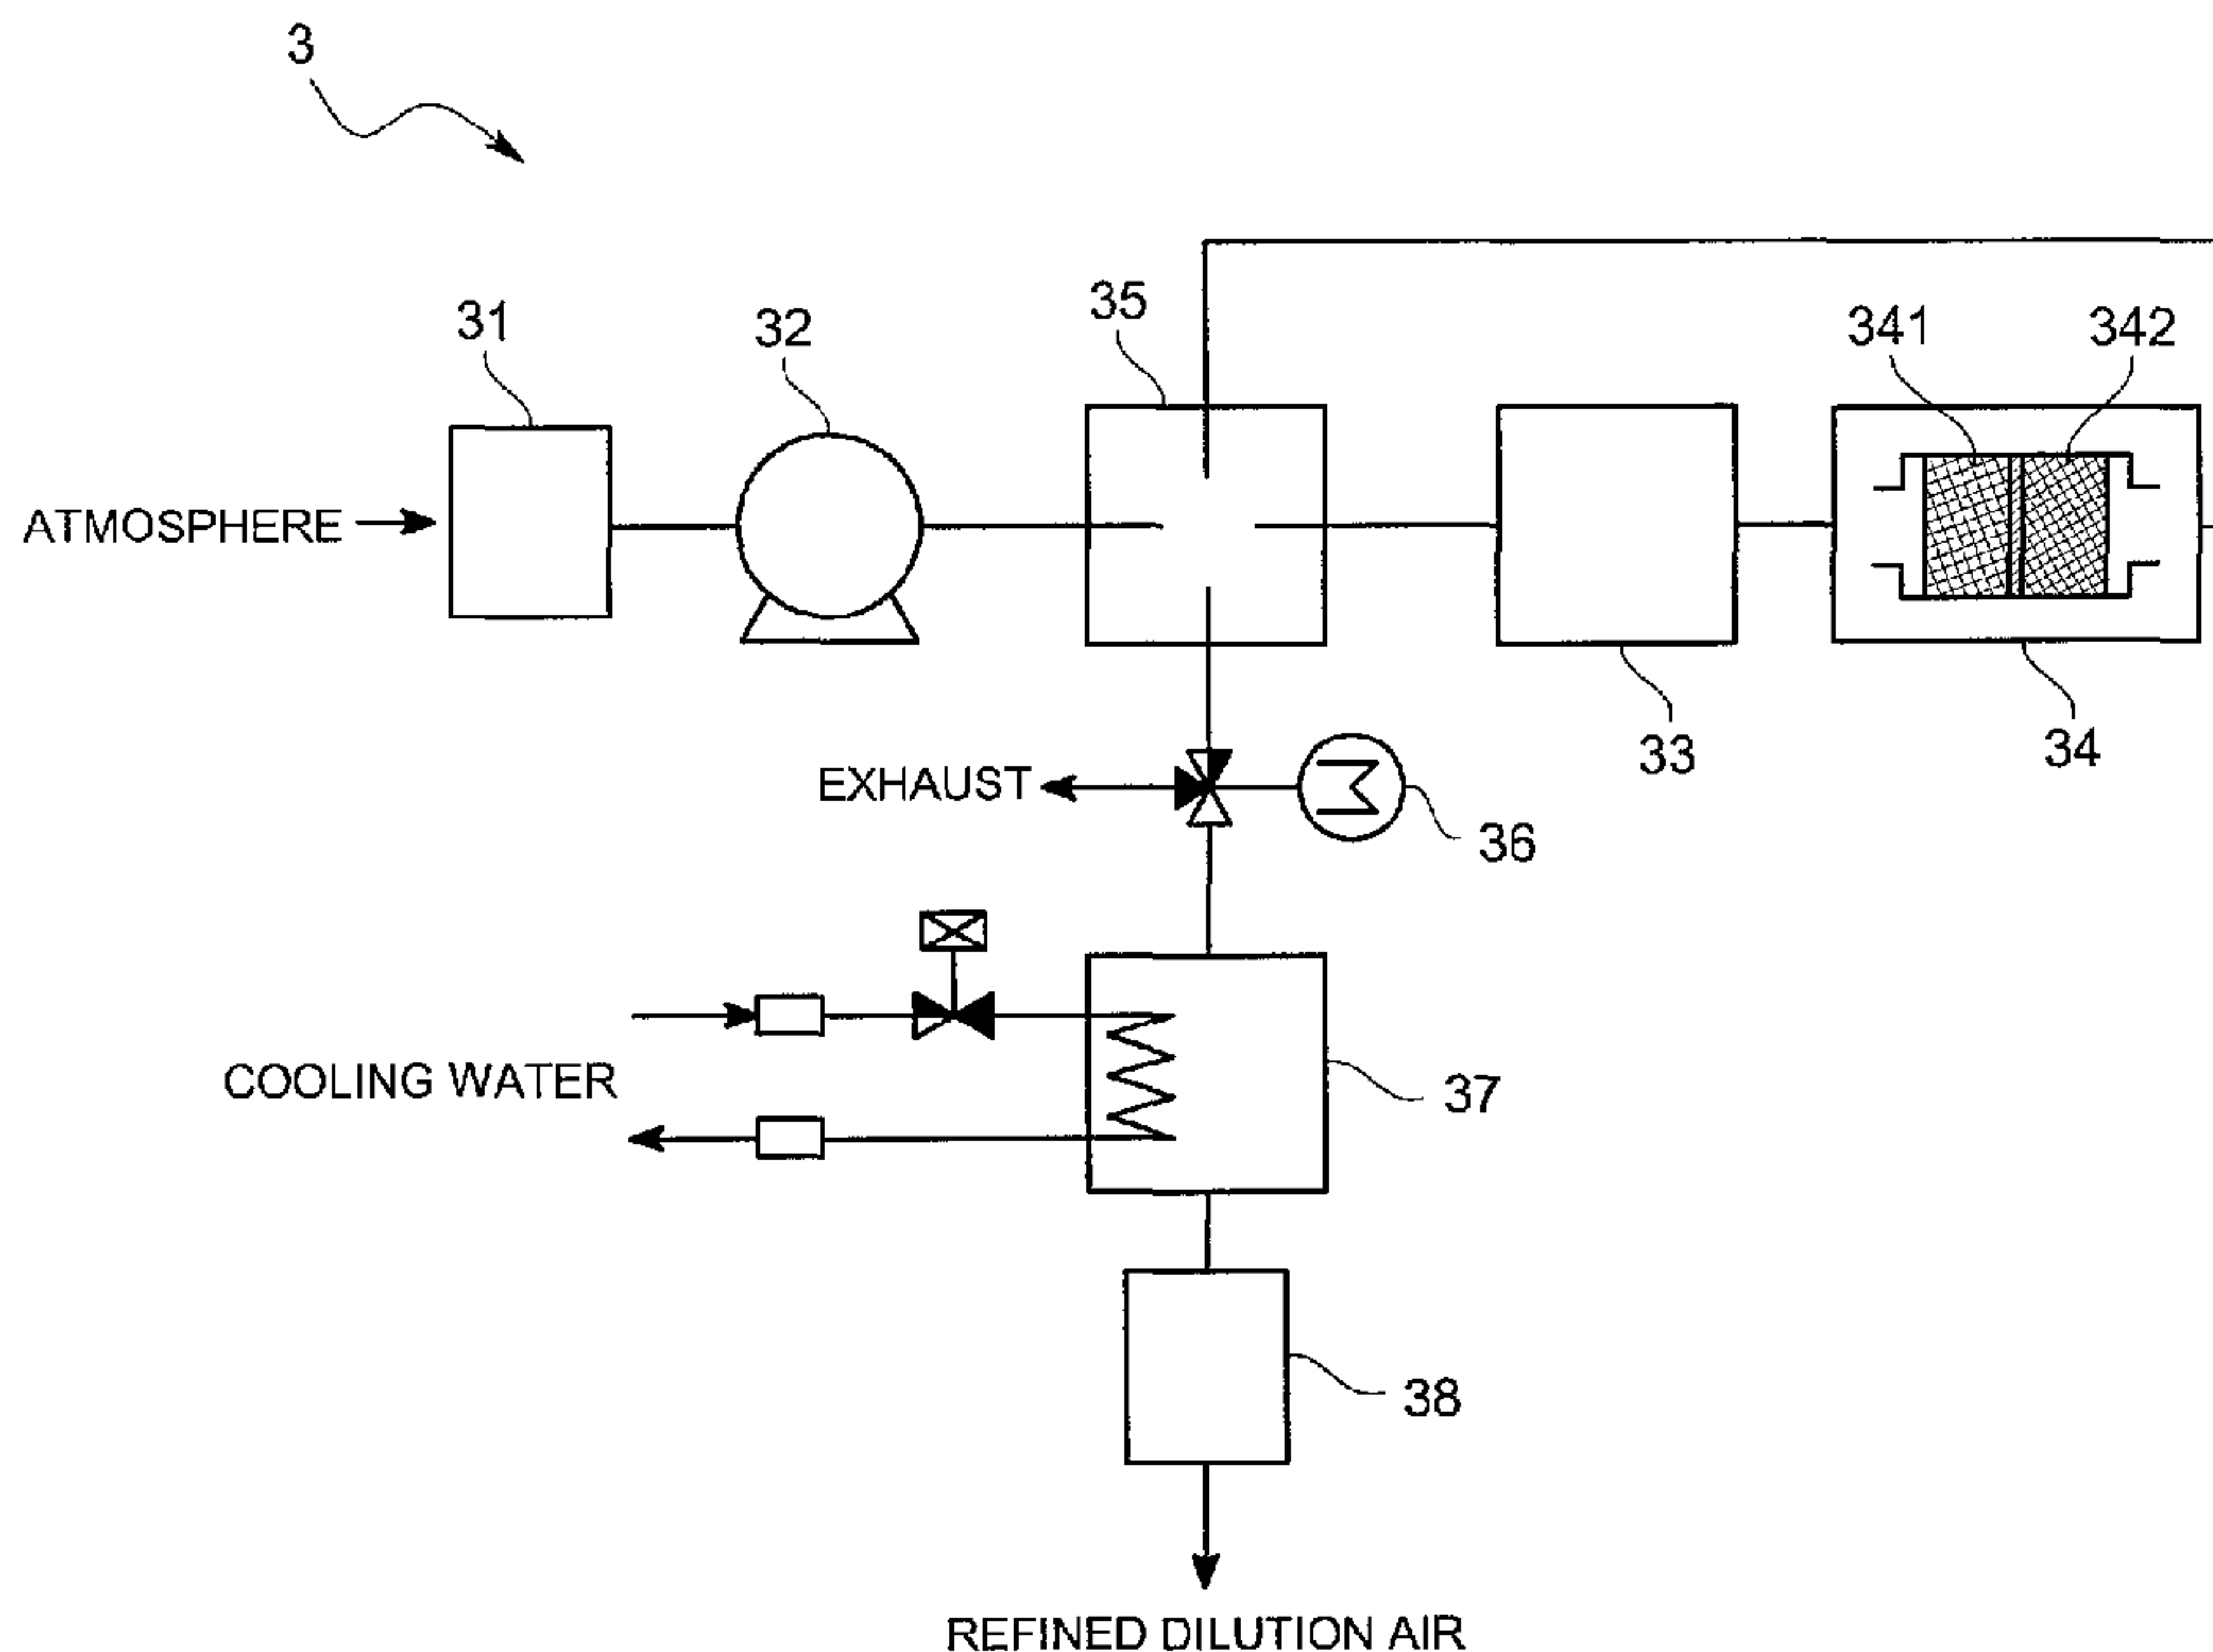 3
31
32
35
341
342
ATMOSPHERE
33
34
EXHAUST
36
COOLING WATER
37
38
REFINED DILUTION AIR